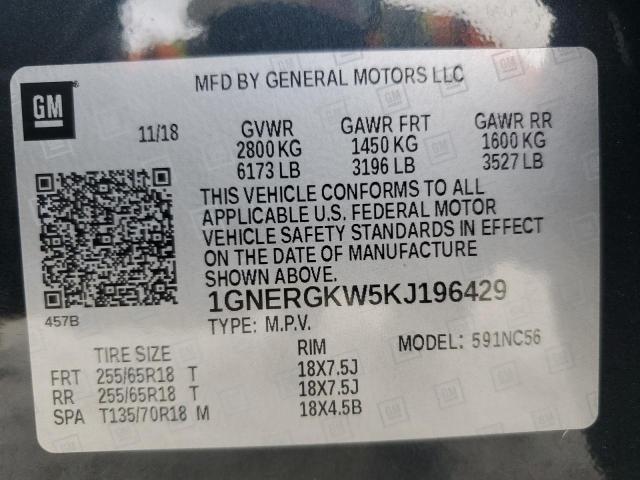 MFD BY GENERAL MOTORS LLC
GM
11/18 GVWR GAWR FRT GAWR RR
2800 KG 1450 KG 1600 KG
6173 LB 3196 LB 3527 LB
THIS VEHICLE CONFORMS TO ALL
APPLICABLE U.S. FEDERAL MOTOR
VEHICLE SAFETY STANDARDS IN EFFECT
ON THE DATE OF MANUFACTURE
SHOWN ABOVE.
1GNERGKW5KJ196429
457B
TYPE: M.P.V.
MODEL: 591NC56
TIRE SIZE RIM
FRT 255/65R18 T 18X7.5J
RR 255/65R18 T 18X7.5J
SPA T135/70R18 M 18X4.5B